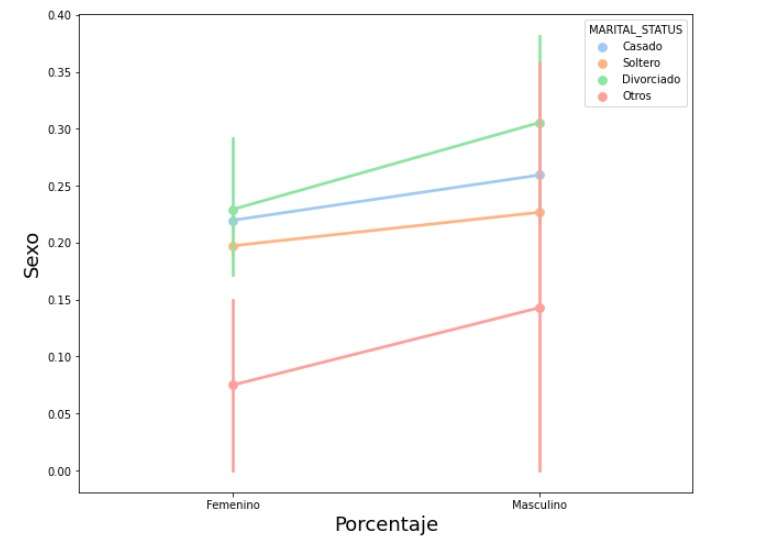 0.40
0.35
0.30
0.25
0.20
0.15
0.10
0.05
0.00
Sexo
MARITAL_STATUS
Casado
Soltero
Divorciado
Otros
Femenino
Masculino
Porcentaje